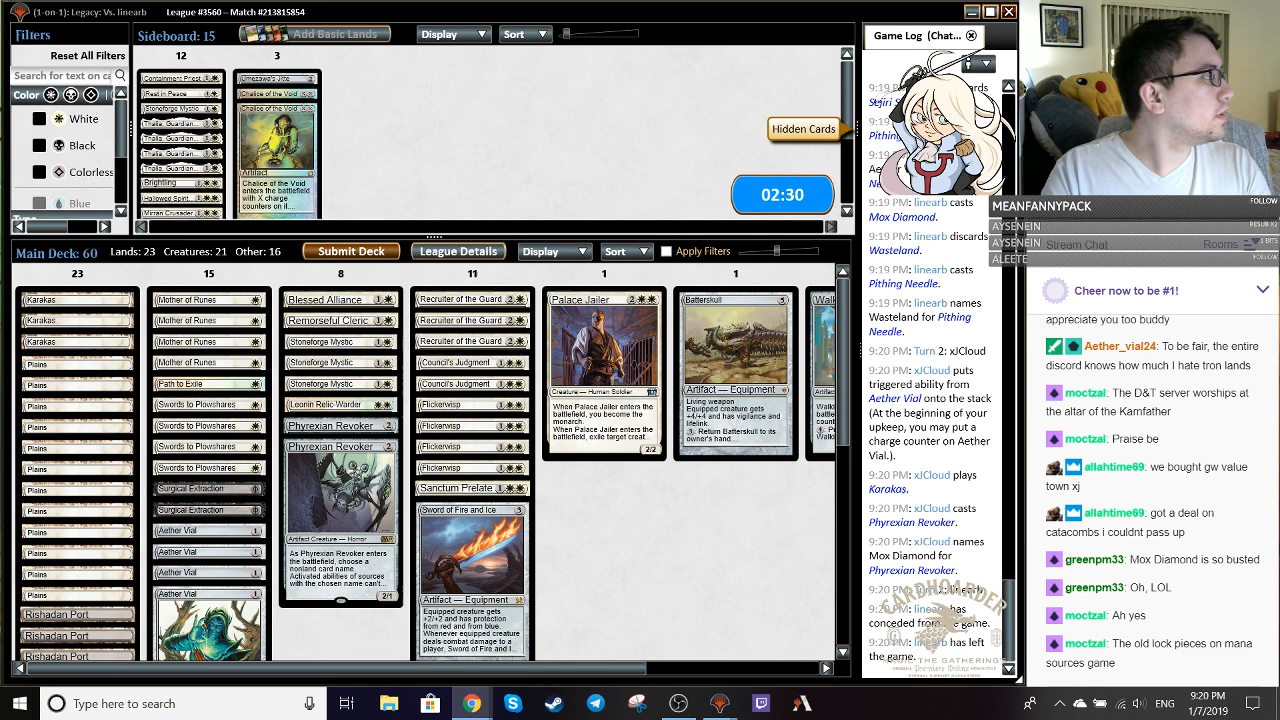 (1-on-1): Legacy: Vs. linearb League #3560 – Match #213815854
Filters
Reset All Filters
Search for text on ca
Color
White
Black
Colorless
Blue
Sideboard: 15
Add Basic Lands
Display
Sort
12
3
Containment Priest
Rest in Peace
Stoneforge Mystic
Thalia, Guardian...
Thalia, Guardian...
Thalia, Guardian...
Thalia, Guardian...
Brightling
Hallowed Spirit...
Mirran Crusader
Umezawa's Jitte
Chalice of the Void
Chalice of the Void
Artifact
Chalice of the Void
enters the battlefield
with X charge
counters on it....
Hidden Cards
02:30
Main Deck: 60 Lands: 23 Creatures: 21 Other: 16
Submit Deck
League Details
Display
Sort
Apply Filters
23
15
8
11
1
1
Karakas
Karakas
Karakas
Plains
Plains
Plains
Plains
Plains
Plains
Plains
Plains
Plains
Plains
Plains
Plains
Rishadan Port
Rishadan Port
Rishadan Port
Mother of Runes
Mother of Runes
Mother of Runes
Mother of Runes
Path to Exile
Swords to Plowshares
Swords to Plowshares
Swords to Plowshares
Swords to Plowshares
Surgical Extraction
Surgical Extraction
Aether Vial
Aether Vial
Aether Vial
Aether Vial
Blessed Alliance
Remorseful Cleric
Stoneforge Mystic
Stoneforge Mystic
Stoneforge Mystic
Leonin Relic-Warder
Phyrexian Revoker
Phyrexian Revoker
Artifact Creature — Horror
As Phyrexian Revoker enters
the battlefield, choose a
nonland card name
Activated abilities of sources
with the chosen name can't...
2/1
Recruiter of the Guard
Recruiter of the Guard
Recruiter of the Guard
Council's Judgment
Council's Judgment
Flickerwisp
Flickerwisp
Flickerwisp
Flickerwisp
Sanctum Prelate
Sword of Fire and Ice
Artifact — Equipment
Equipped creature gets
+2/+2 and has protection
from red and from blue.
Whenever equipped creature
deals combat damage to a
player, Sword of Fire and I...
Palace Jailer
Creature — Human Soldier
When Palace Jailer enters the
battlefield, you become the
monarch.
When Palace Jailer enters the
battlefield, exile target creat...
2/2
Batterskull
Artifact — Equipment
Living weapon
Equipped creature gets
+4/+4 and has vigilance and
lifelink.
: Return Batterskull to its
owner's hand....
Game Log (Chat...
9:19 PM: linearb casts
Mox Diamond.
9:19 PM: linearb
discards
Wasteland.
9:19 PM: linearb
casts
Pithing Needle.
9:19 PM: linearb
names
Wasteland for Pithing
Needle.
9:20 PM: Turn 2: xJCloud
9:20 PM: xJCloud puts
triggered ability from
Aether Vial onto the stack
(At the beginning of your
upkeep, you may put a
charge counter on Aether
Vial.).
9:20 PM: xJCloud plays
Karakas.
9:20 PM: xJCloud casts
Phyrexian Revoker.
9:20 PM: xJCloud names
Mox Diamond for
Phyrexian Revoker.
linearb has
conceded from the game.
9:20 PM: linearb has left
the game.
CARDHOARDER
MEANFANNYPACK
FOLLOW
AYSENEIN
RESUB
AYSENEIN
BITS
ALEETE
FOLLOW
Stream Chat
Rooms
Cheer now to be #1!
appreciate you too buddy
Aether_vial24: To be fair, the entire
discord knows how much I hate tron lands
moctzal: The D&T server worships at
the altar of the Karnfather
moctzal: Praise be
allahtime69: we bought gw value
town xj
allahtime69: got a deal on
catacombs i couldnt pass up
greenpm33: Mox Diamond is so busted
greenpm33: Oh, LOL
moctzal: Ah yes
moctzal: The old lock pieces on mana
sources game
Type here to search
ENG
9:20 PM
1/7/2019